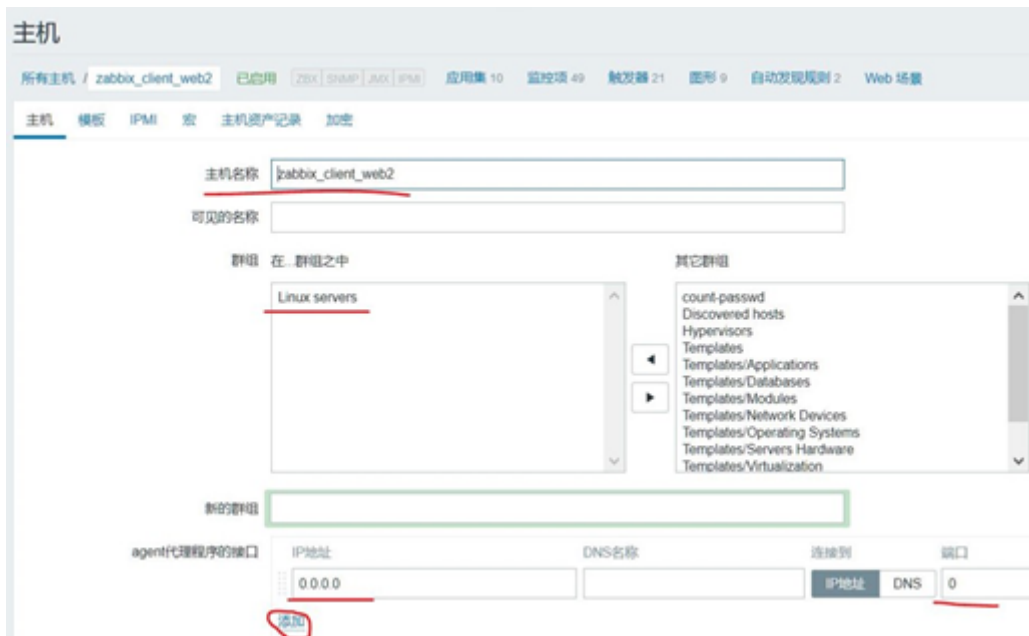 主机
所有主机 / zabbix_client_web2 已启用 ZBX SNMP JMX IPMI 应用集 10 监控项 49 触发器 21 图形 9 自动发现规则 2 Web 场景
主机 模板 IPMI 宏 主机资产记录 加密
主机名称 zabbix_client_web2
可见的名称
群组 在...群组之中 其它群组
Linux servers
count-passwd
Discovered hosts
Hypervisors
Templates
Templates/Applications
Templates/Databases
Templates/Modules
Templates/Network Devices
Templates/Operating Systems
Templates/Servers Hardware
Templates/Virtualization
新的群组
agent代理程序的接口 IP地址 DNS名称 连接到 端口
0.0.0.0 IP地址 DNS 0
添加